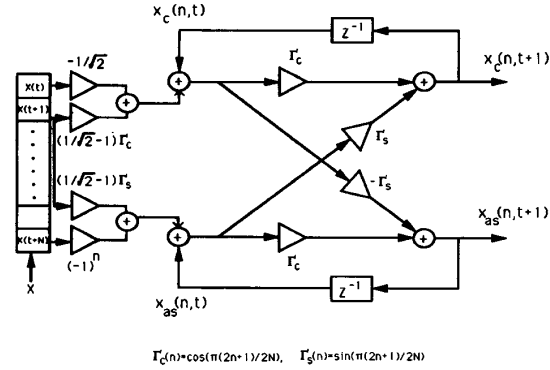 x_c(n,t)
z⁻¹
-1/√2
Γ_c
x_c(n,t+1)
X(t)
X(t+1)
(1/√2-1)Γ_c
Γ_s
(1/√2-1)Γ_s
-Γ_s
x_as(n,t+1)
X(t+N)
Γ_c
(-1)ⁿ
X
x_as(n,t)
z⁻¹
Γ_c(n)=cos(π(2n+1)/2N), Γ_s(n)=sin(π(2n+1)/2N)